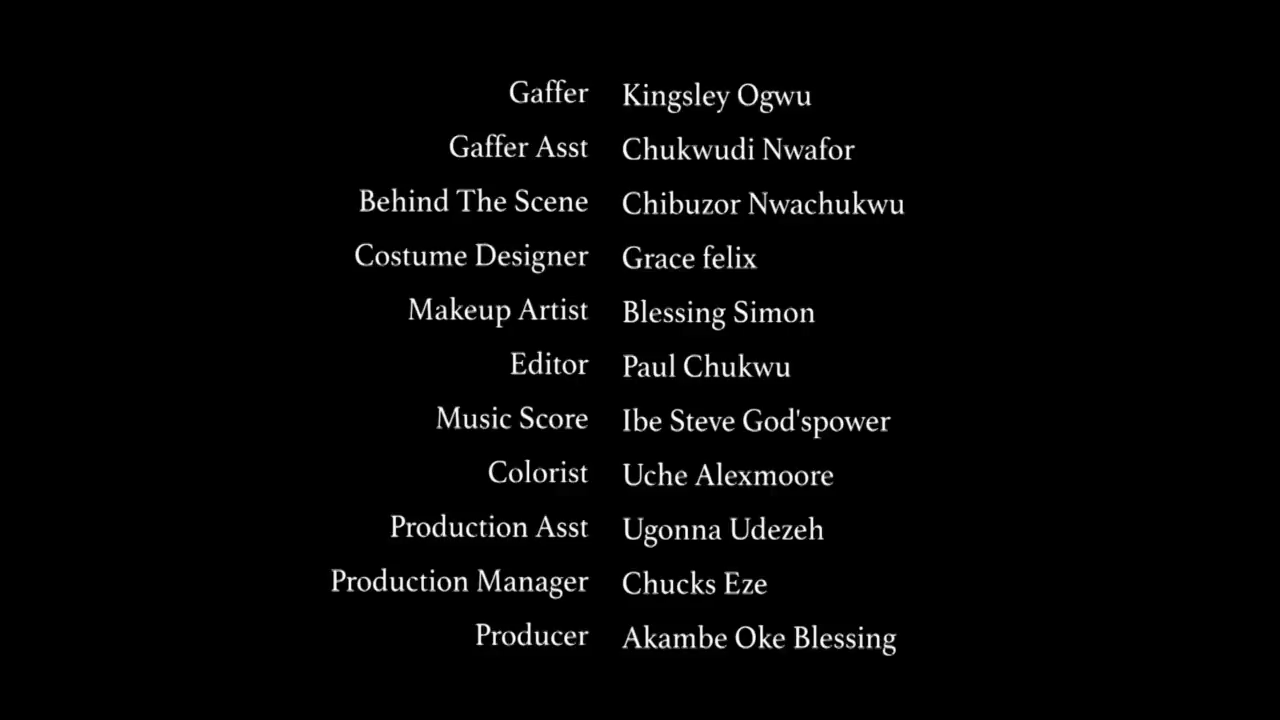 Gaffer Kingsley Ogwu
Gaffer Asst Chukwudi Nwafor
Behind The Scene Chibuzor Nwachukwu
Costume Designer Grace felix
Makeup Artist Blessing Simon
Editor Paul Chukwu
Music Score Ibe Steve God'spower
Colorist Uche Alexmoore
Production Asst Ugonna Udezeh
Production Manager Chucks Eze
Producer Akambe Oke Blessing